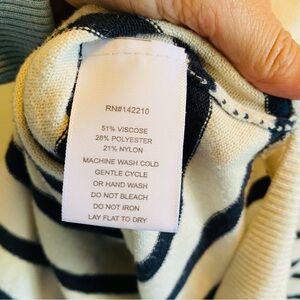 RN#142210
51% VISCOSE
28% POLYESTER
21% NYLON
MACHINE WASH COLD
GENTLE CYCLE
OR HAND WASH
DO NOT BLEACH
DO NOT IRON
LAY FLAT TO DRY